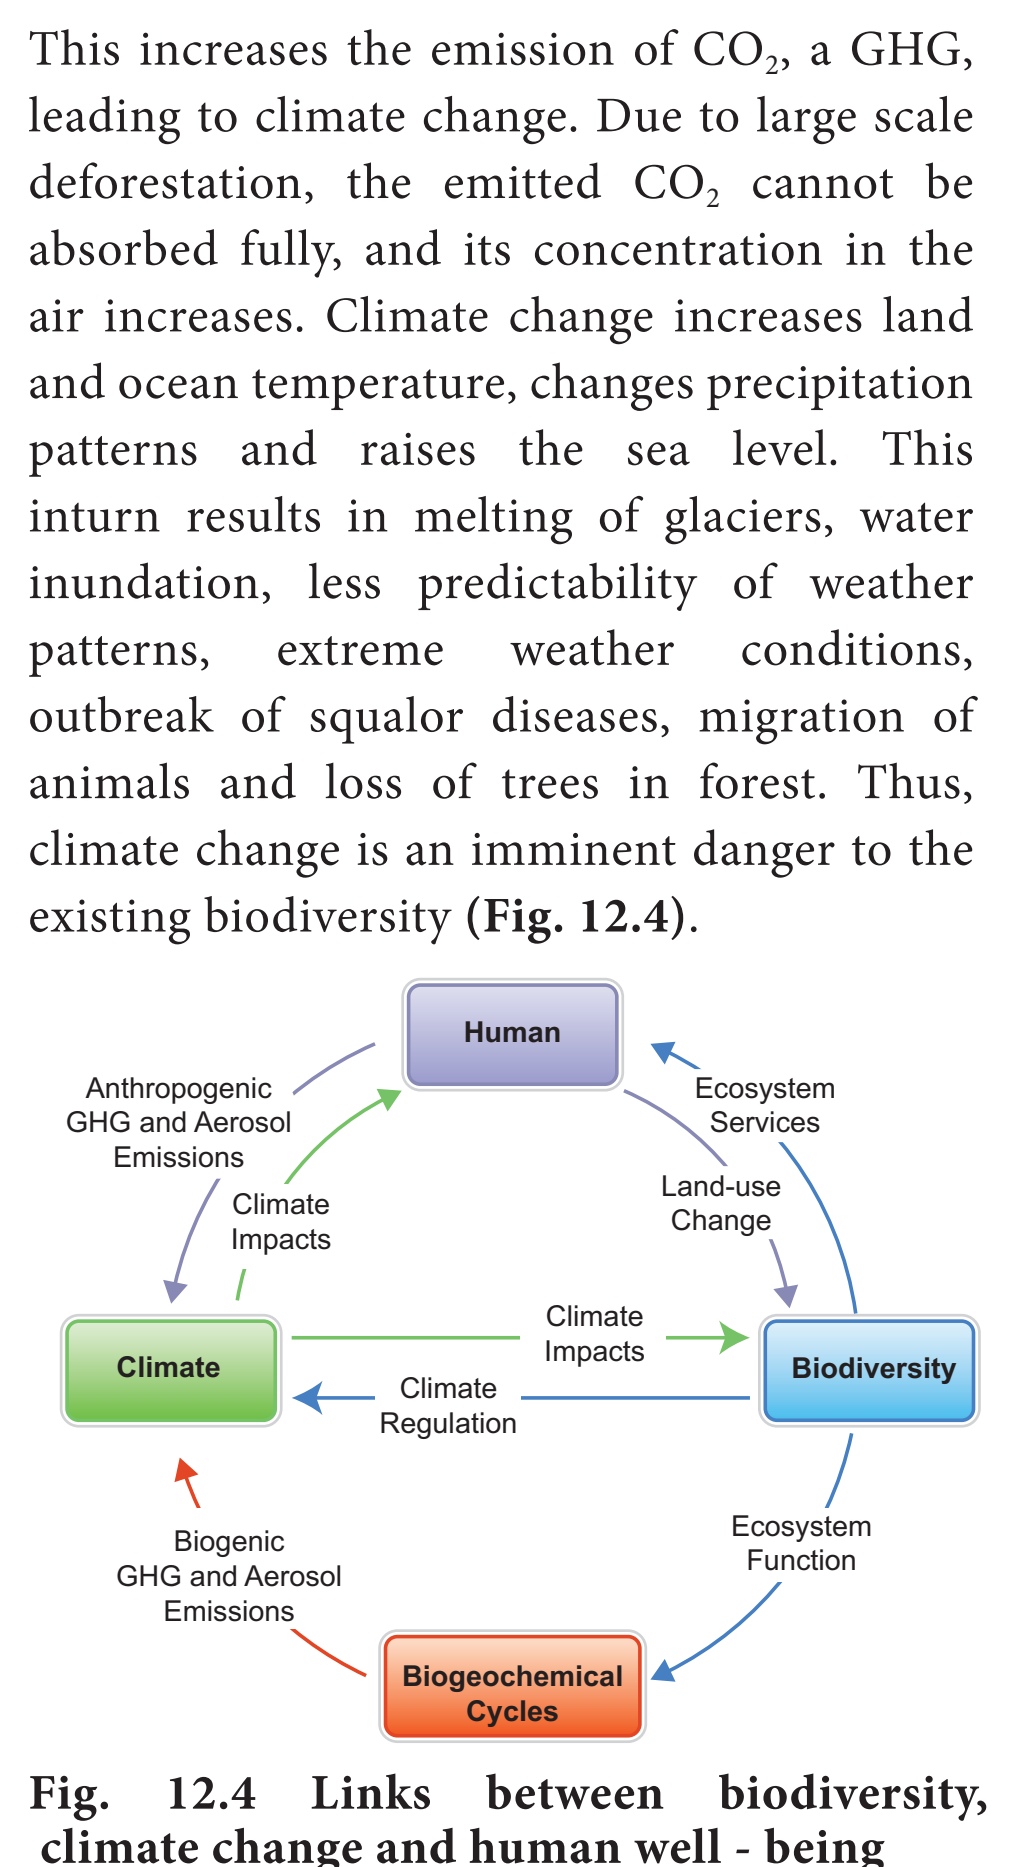 This increases the emission of CO₂, a GHG,
leading to climate change. Due to large scale
deforestation, the emitted CO₂ cannot be
absorbed fully, and its concentration in the
air increases. Climate change increases land
and ocean temperature, changes precipitation
patterns and raises the sea level. This
inturn results in melting of glaciers, water
inundation, less predictability of weather
patterns, extreme weather conditions,
outbreak of squalor diseases, migration of
animals and loss of trees in forest. Thus,
climate change is an imminent danger to the
existing biodiversity (Fig. 12.4).
Human
Anthropogenic
GHG and Aerosol
Emissions
Climate
Impacts
Ecosystem
Services
Land-use
Change
Climate
Climate
Impacts
Climate
Regulation
Biodiversity
Biogenic
GHG and Aerosol
Emissions
Ecosystem
Function
Biogeochemical
Cycles
Fig. 12.4 Links between biodiversity,
climate change and human well - being